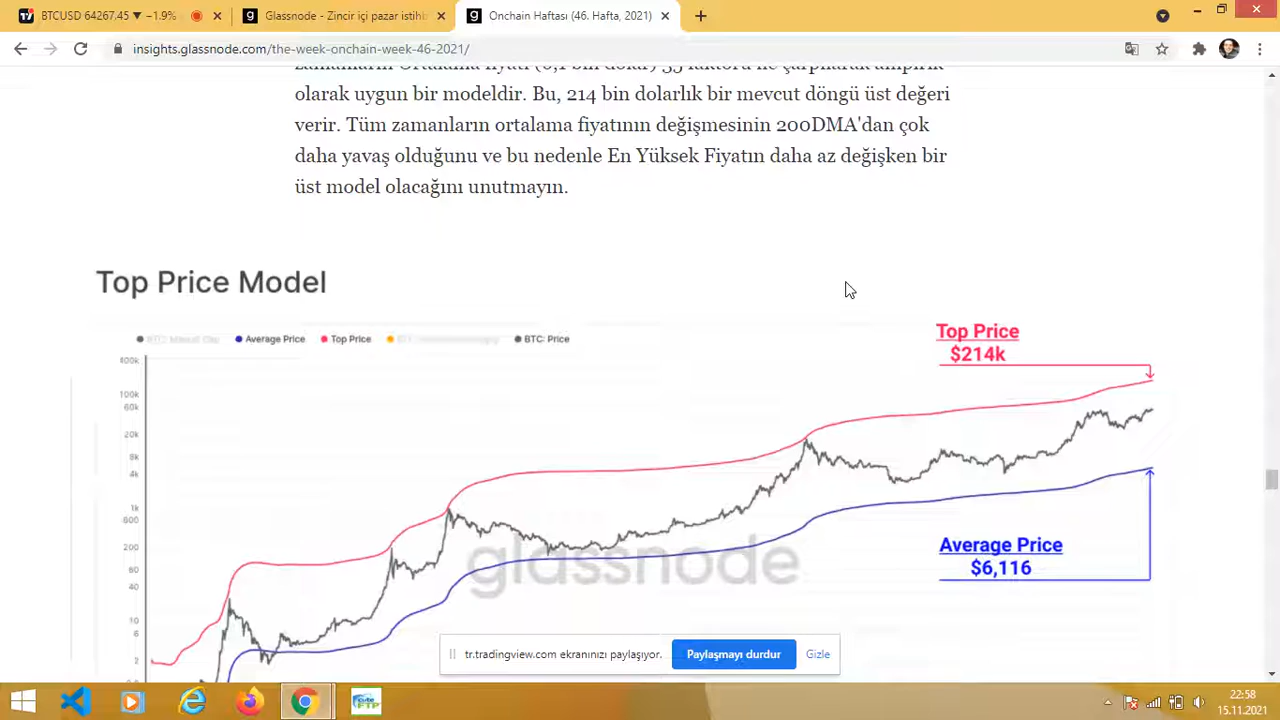 BTCUSD 64267.45 ▼ −1.9%
Glassnode - Zincir içi pazar istihb
Onchain Haftası (46. Hafta, 2021)
insights.glassnode.com/the-week-onchain-week-46-2021/
zamanların Ortalama fiyatı
olarak uygun bir modeldir. Bu, 214 bin dolarlık bir mevcut döngü üst değeri
verir. Tüm zamanların ortalama fiyatının değişmesinin 200DMA'dan çok
daha yavaş olduğunu ve bu nedenle En Yüksek Fiyatın daha az değişken bir
üst model olacağını unutmayın.
Top Price Model
Average Price Top Price BTC: Price
Top Price
$214k
400k
100k
60k
20k
8k
4k
1k
600
200
60
40
10
6
2
glassnode
Average Price
$6,116
tr.tradingview.com ekranınızı paylaşıyor. Paylaşmayı durdur Gizle
22:58
15.11.2021